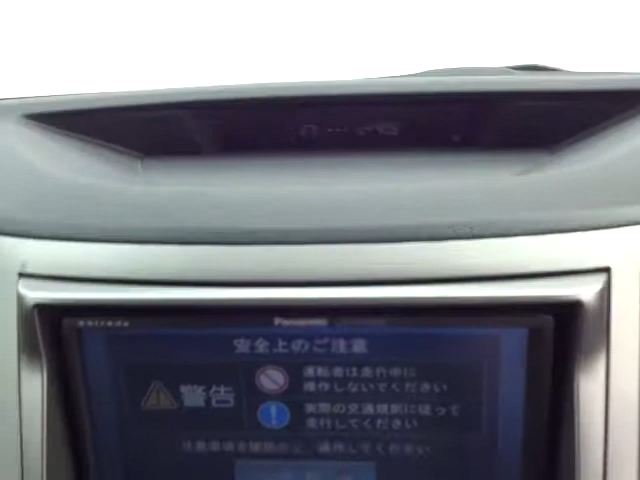 strada
Panasonic
安全上のご注意
警告
運転者は走行中に
操作しないでください
実際の交通規制に従って
走行してください